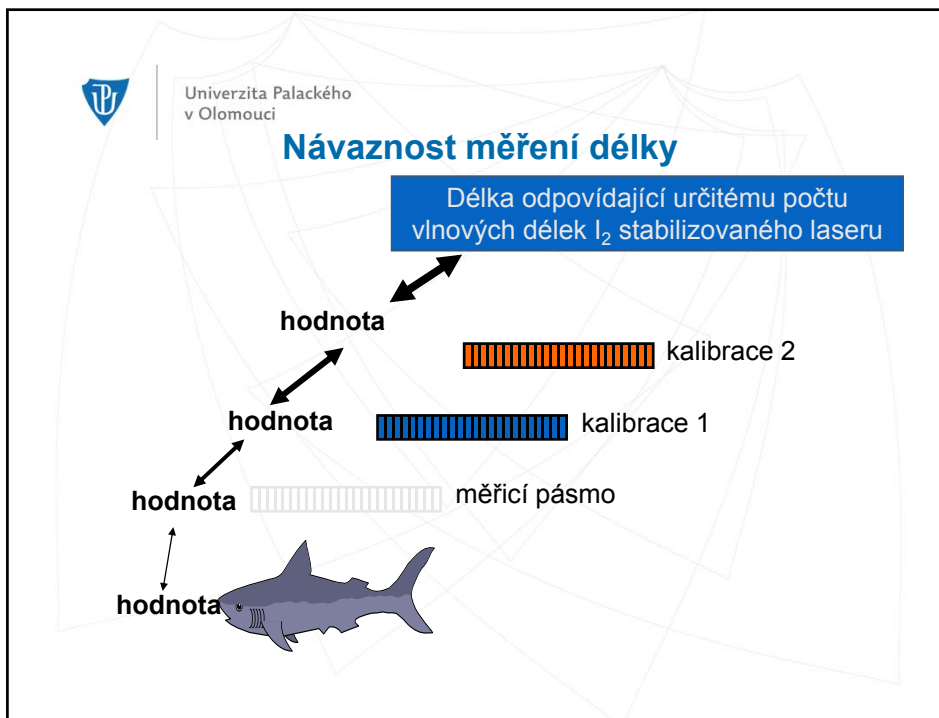 Univerzita Palackého
v Olomouci
Návaznost měření délky
Délka odpovídající určitému počtu
vlnových délek I₂ stabilizovaného laseru
hodnota
kalibrace 2
hodnota
kalibrace 1
hodnota
měřicí pásmo
hodnota